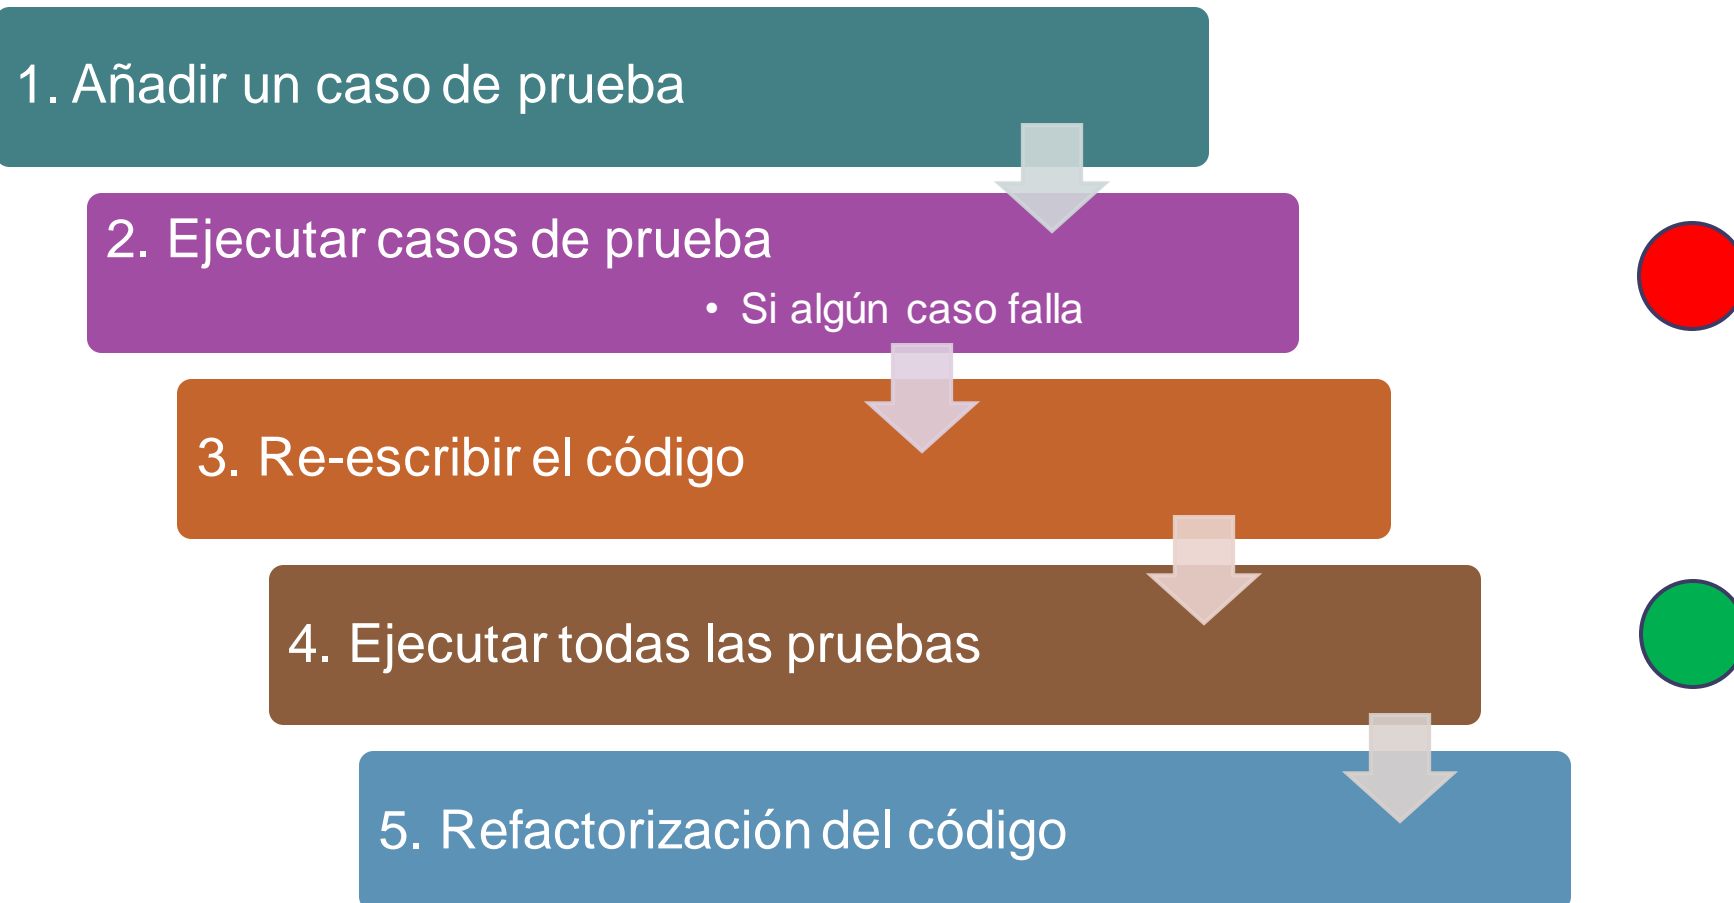 1. Añadir un caso de prueba
2. Ejecutar casos de prueba
• Si algún caso falla
3. Re-escribir el código
4. Ejecutar todas las pruebas
5. Refactorización del código